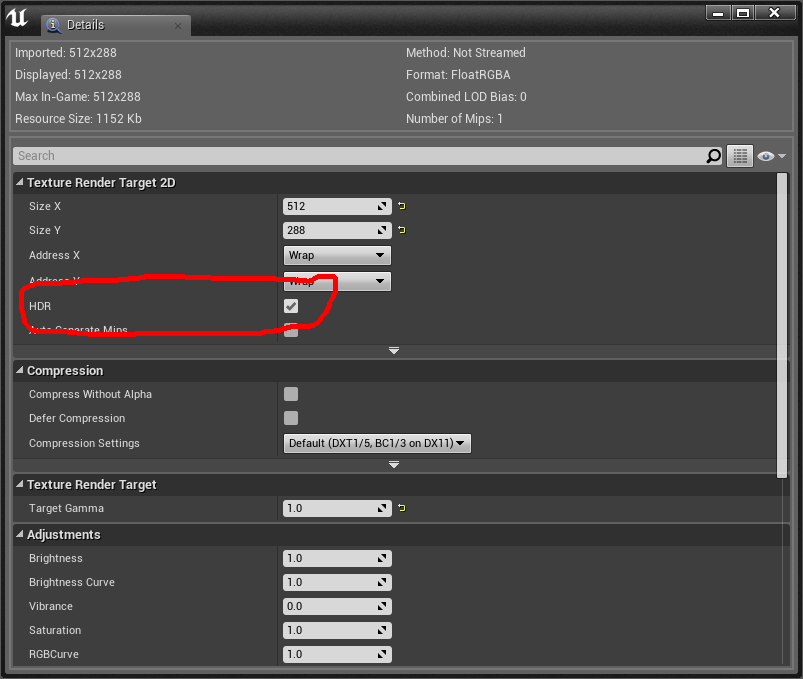 Details
Imported: 512x288
Method: Not Streamed
Displayed: 512x288
Format: FloatRGBA
Max In-Game: 512x288
Combined LOD Bias: 0
Resource Size: 1152 Kb
Number of Mips: 1
Search
Texture Render Target 2D
Size X 512
Size Y 288
Address X Wrap
Address Y Wrap
HDR
Auto Generate Mips
Compression
Compress Without Alpha
Defer Compression
Compression Settings Default (DXT1/5, BC1/3 on DX11)
Texture Render Target
Target Gamma 1.0
Adjustments
Brightness 1.0
Brightness Curve 1.0
Vibrance 0.0
Saturation 1.0
RGBCurve 1.0